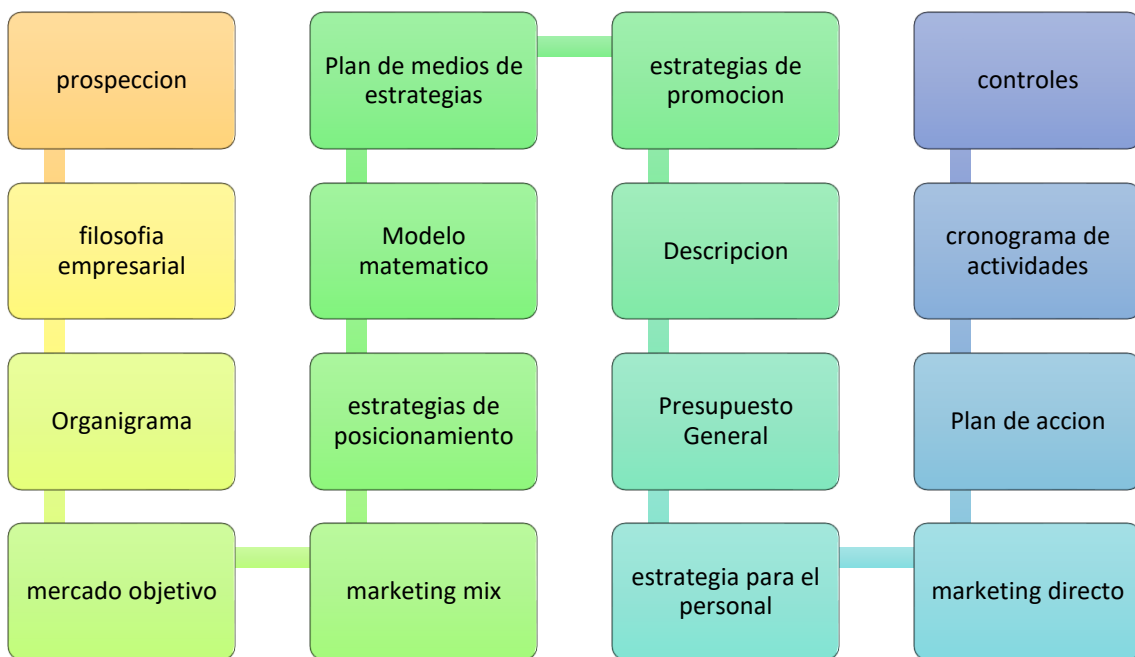 prospeccion
filosofia
empresarial
Organigrama
mercado objetivo
marketing mix
estrategias de
posicionamiento
Modelo
matematico
Plan de medios de
estrategias
estrategias de
promocion
Descripcion
Presupuesto
General
estrategia para el
personal
marketing directo
Plan de accion
cronograma de
actividades
controles